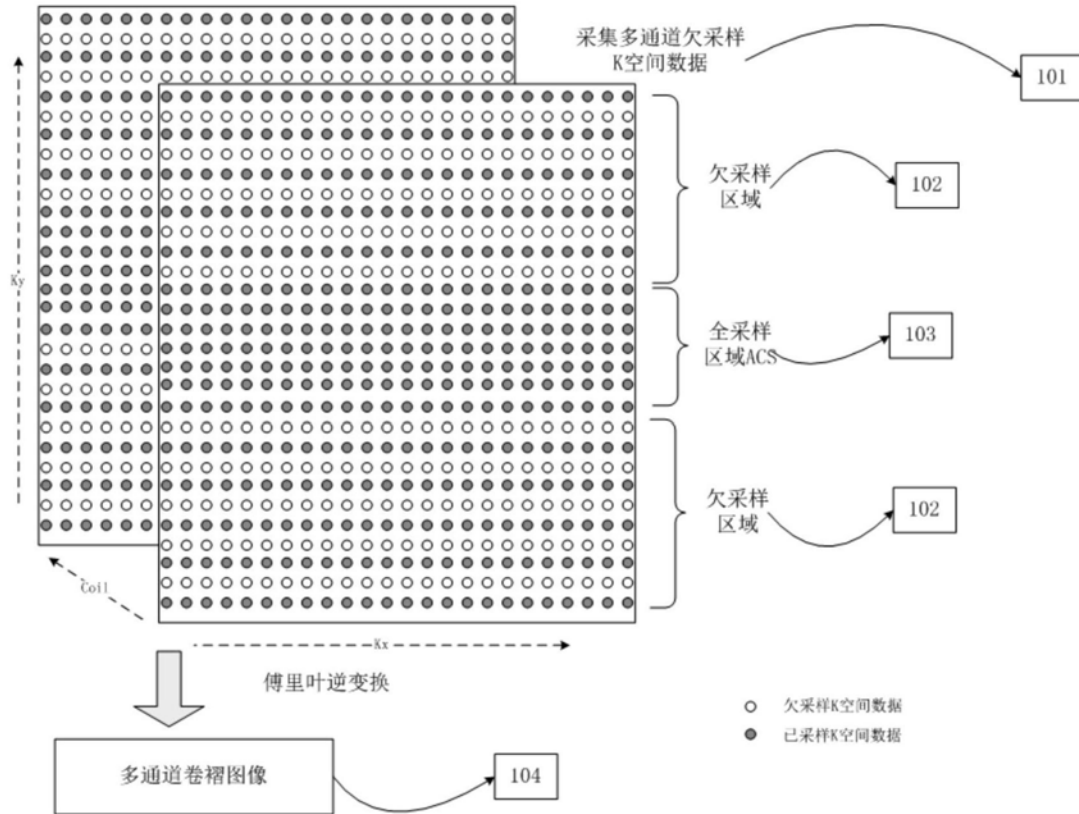 采集多通道欠采样
K空间数据
101
欠采样
区域
102
Ky
全采样
区域ACS
103
欠采样
区域
102
Coil
Kx
傅里叶逆变换
欠采样K空间数据
已采样K空间数据
多通道卷褶图像
104